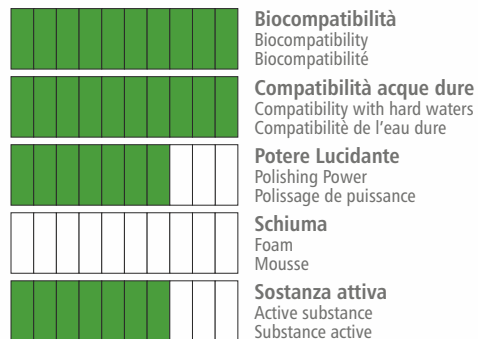 Biocompatibilità
Biocompatibility
Biocompatibilité
Compatibilità acque dure
Compatibility with hard waters
Compatibilitè de l'eau dure
Potere Lucidante
Polishing Power
Polissage de puissance
Schiuma
Foam
Mousse
Sostanza attiva
Active substance
Substance active